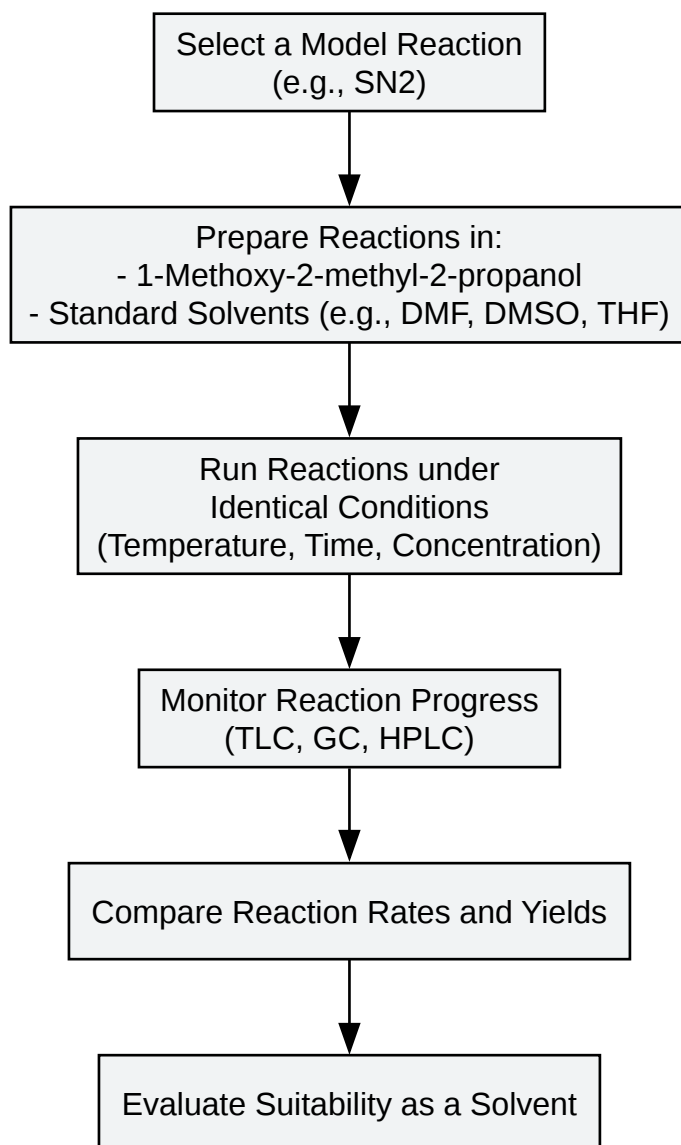 Select a Model Reaction
(e.g., SN2)
Prepare Reactions in:
- 1-Methoxy-2-methyl-2-propanol
- Standard Solvents (e.g., DMF, DMSO, THF)
Run Reactions under
Identical Conditions
(Temperature, Time, Concentration)
Monitor Reaction Progress
(TLC, GC, HPLC)
Compare Reaction Rates and Yields
Evaluate Suitability as a Solvent